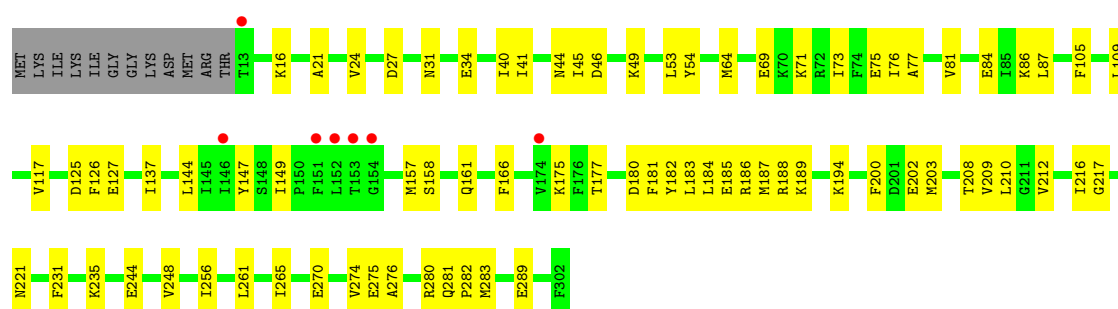 MET LYS ILE LYS ILE GLY GLY LYS ASP MET ARG THR T13 K16 A21 V24 D27 N31 E34 I40 I41 N44 I45 D46 K49 L53 Y54 M64 E69 K70 K71 R72 I73 F74 E75 I76 A77 V81 E84 I85 K86 L87 F105
V117 D125 F126 E127 I137 L144 I145 I146 Y147 S148 I149 P150 F151 L152 T153 G154 M157 S158 Q161 F166 V174 K175 F176 T177 D180 F181 Y182 L183 L184 E185 R186 M187 R188 K189 K194 F200 D201 E202 M203 T208 V209 L210 G211 V212 I216 G217
N221 F231 K235 E244 V248 I256 L261 I265 E270 V274 E275 A276 R280 Q281 P282 M283 E289 F302